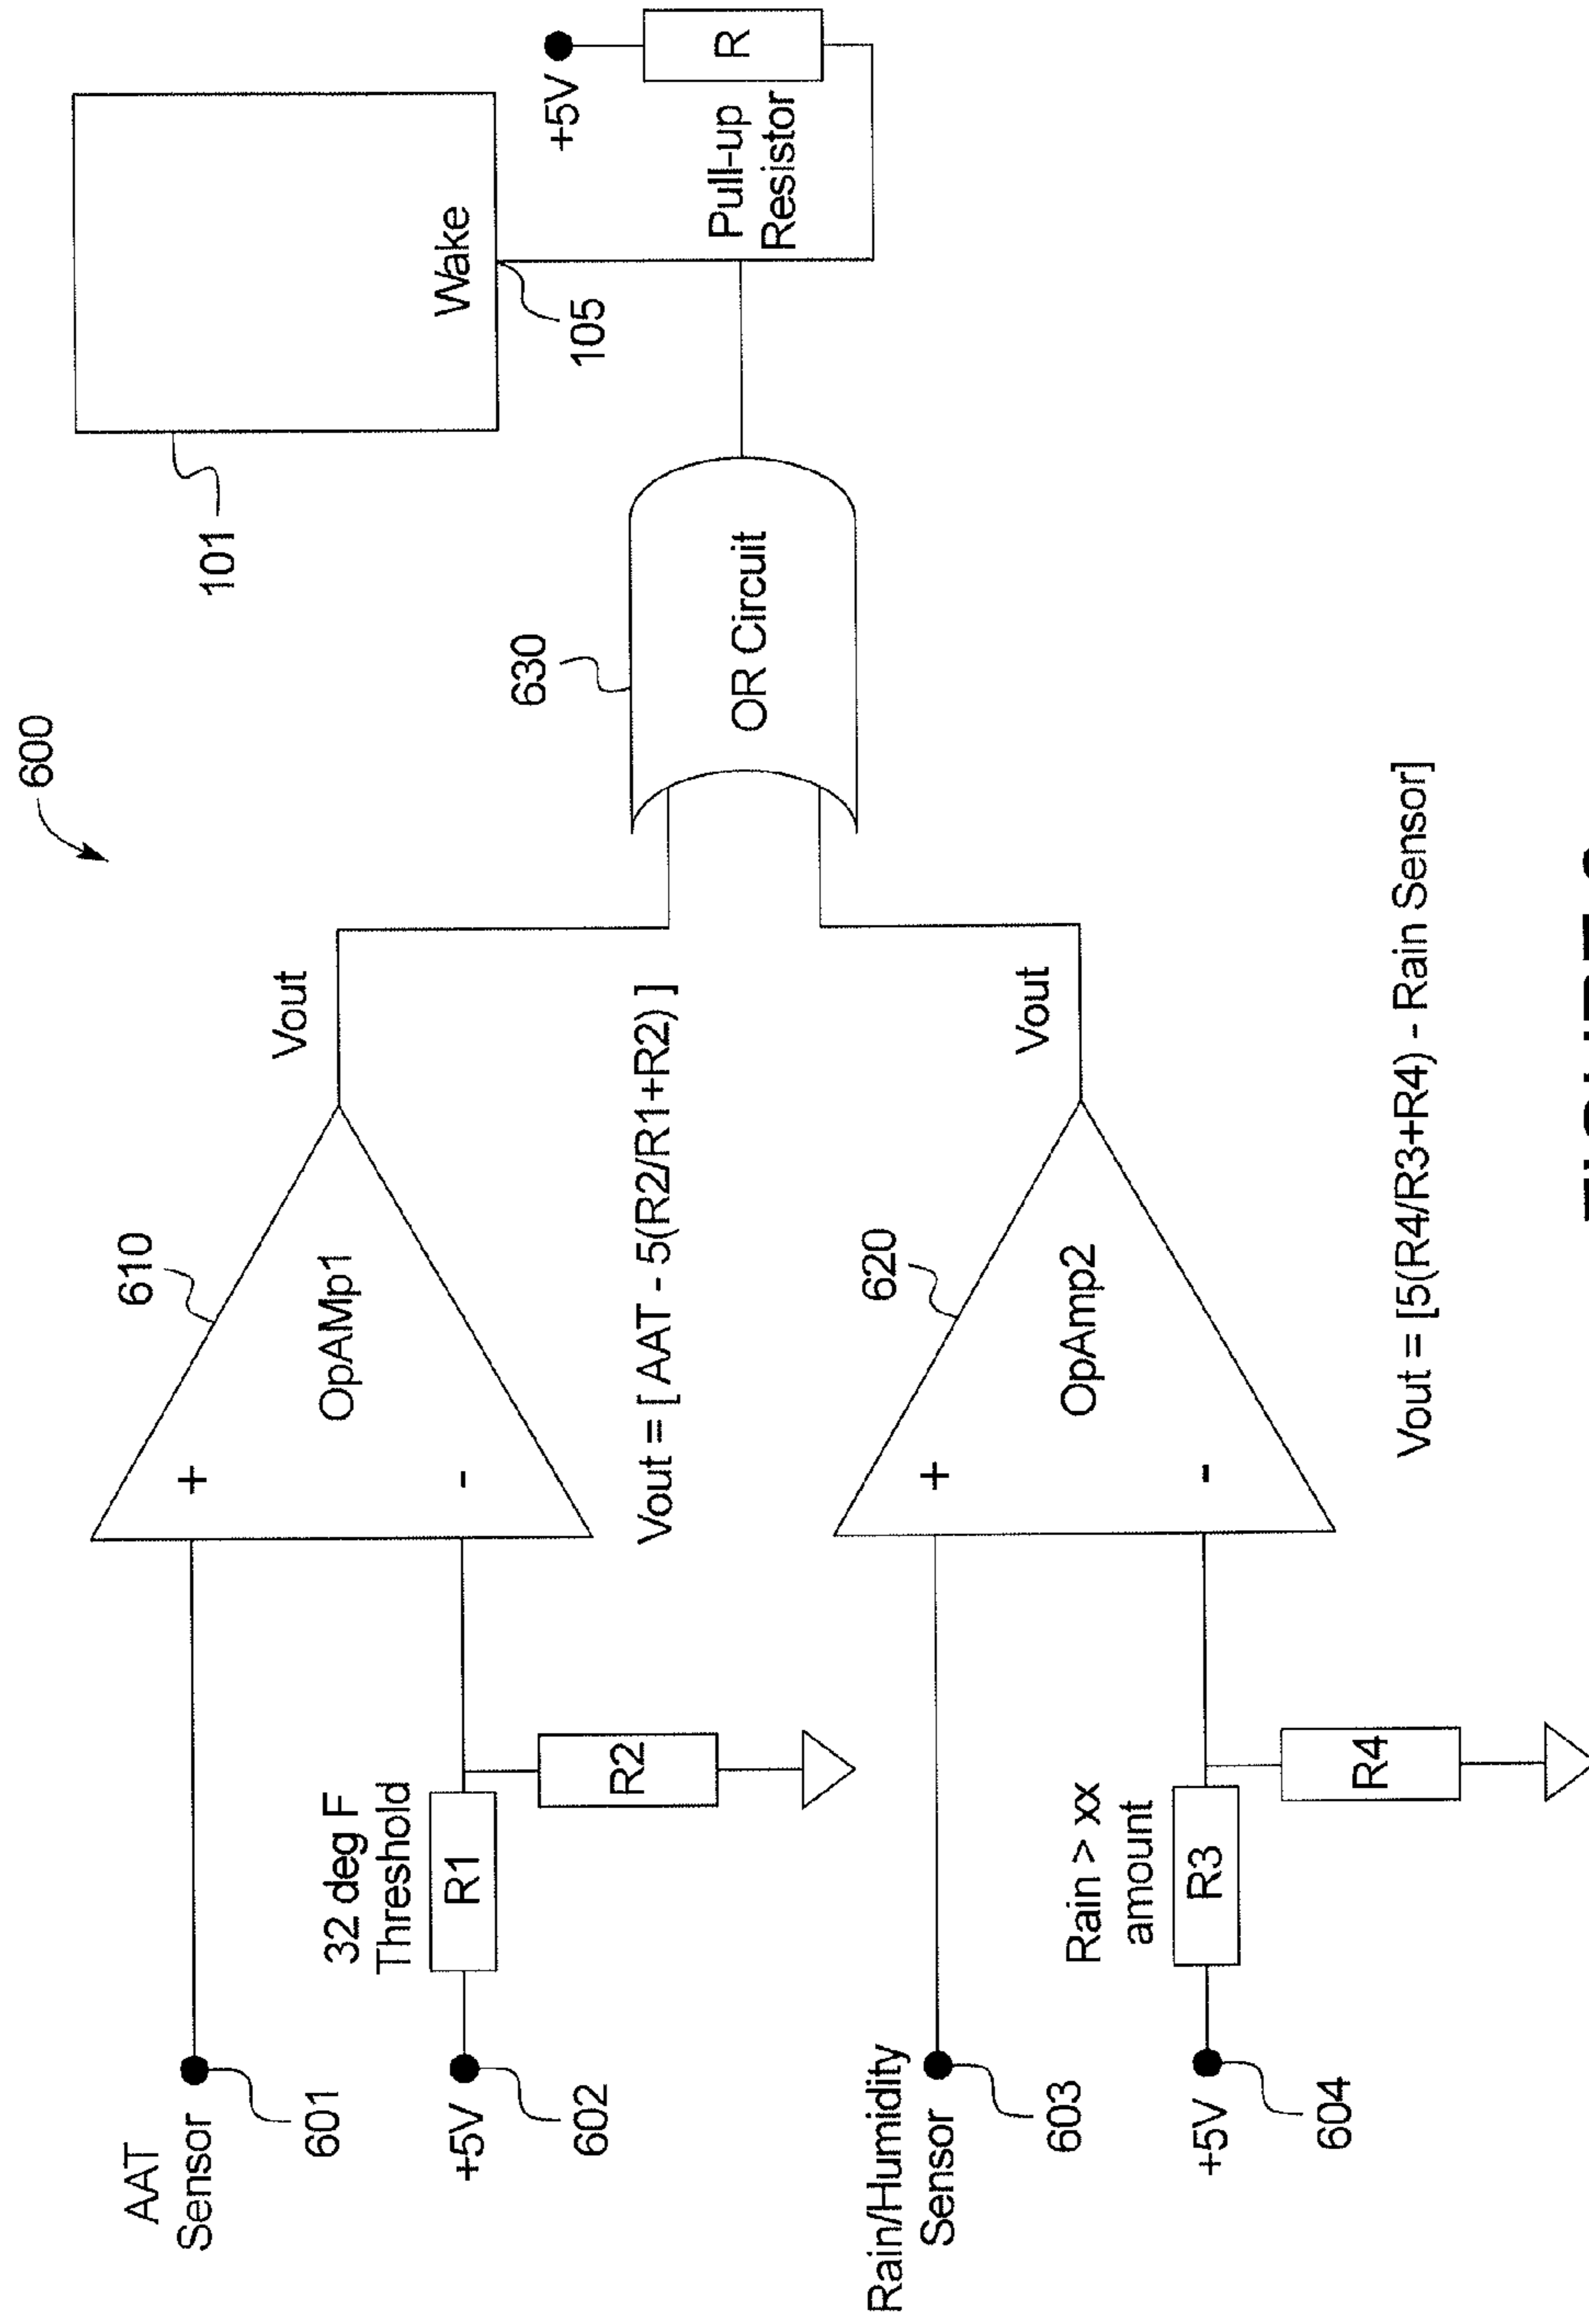 600
AAT
Sensor
601
+5V
602
32 deg F
Threshold
R1
R2
610
+
-
OpAMp1
Vout
Vout = [ AAT - 5(R2/R1+R2) ]
Rain/Humidity
Sensor
603
+5V
604
Rain > xx
amount
R3
R4
620
+
-
OpAmp2
Vout
Vout = [5(R4/R3+R4) - Rain Sensor]
630
OR Circuit
101
Wake
105
+5V
Pull-up
Resistor
R